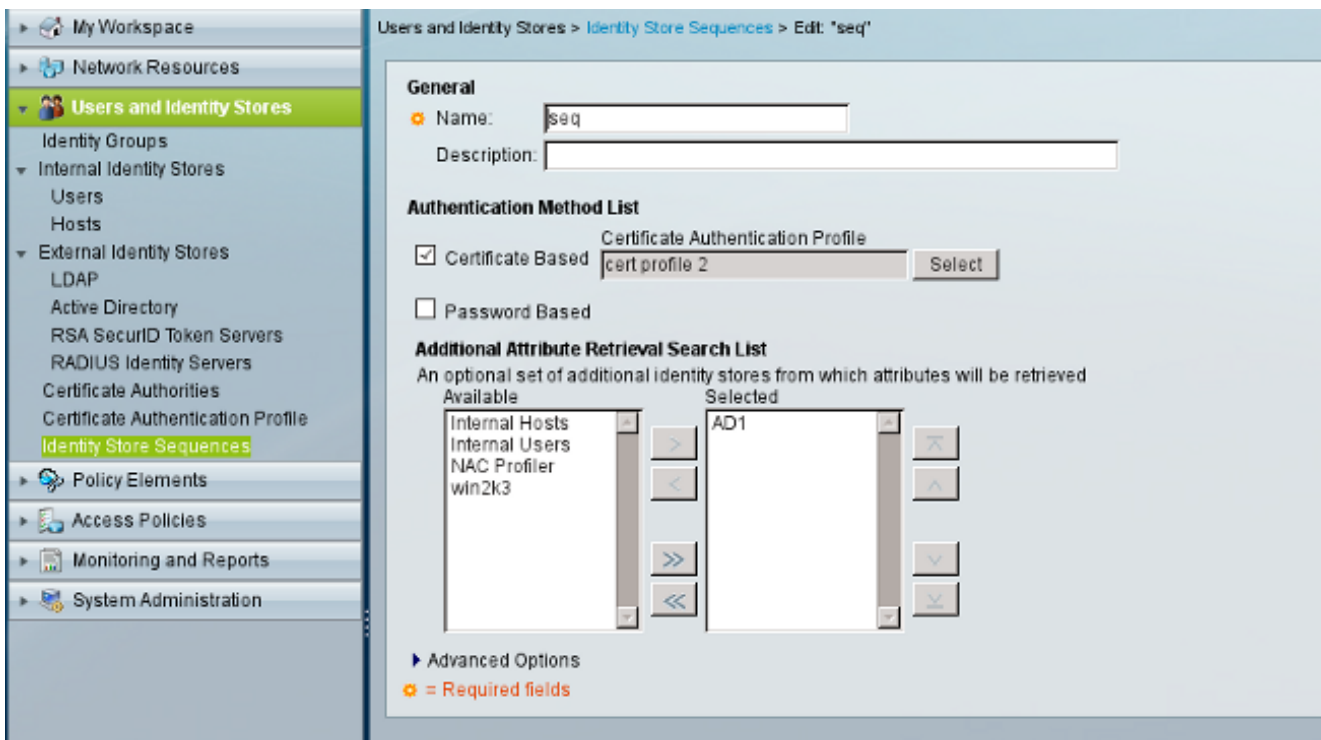 My Workspace
Network Resources
Users and Identity Stores
Identity Groups
Internal Identity Stores
Users
Hosts
External Identity Stores
LDAP
Active Directory
RSA SecurID Token Servers
RADIUS Identity Servers
Certificate Authorities
Certificate Authentication Profile
Identity Store Sequences
Policy Elements
Access Policies
Monitoring and Reports
System Administration
Users and Identity Stores > Identity Store Sequences > Edit: "seq"
General
Name: seq
Description:
Authentication Method List
Certificate Authentication Profile
Certificate Based cert profile 2 Select
Password Based
Additional Attribute Retrieval Search List
An optional set of additional identity stores from which attributes will be retrieved
Available Selected
Internal Hosts AD1
Internal Users
NAC Profiler
win2k3
Advanced Options
= Required fields